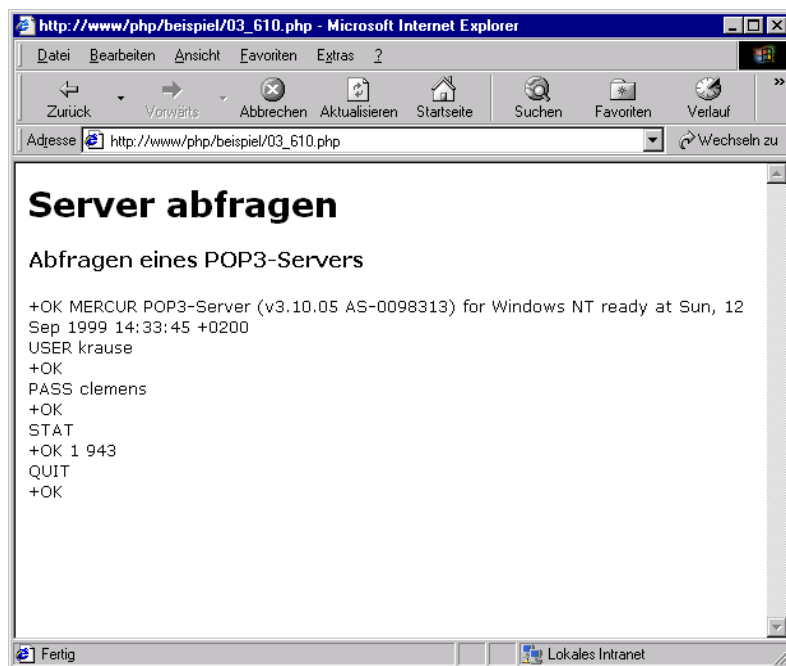 http://www/php/beispiel/03_610.php - Microsoft Internet Explorer
Datei Bearbeiten Ansicht Favoriten Extras ?
Zurück Vorwärts Abbrechen Aktualisieren Startseite Suchen Favoriten Verlauf »
Adresse http://www/php/beispiel/03_610.php Wechseln zu
Server abfragen
Abfragen eines POP3-Servers
+OK MERCUR POP3-Server (v3.10.05 AS-0098313) for Windows NT ready at Sun, 12
Sep 1999 14:33:45 +0200
USER krause
+OK
PASS clemens
+OK
STAT
+OK 1 943
QUIT
+OK
Fertig Lokales Intranet